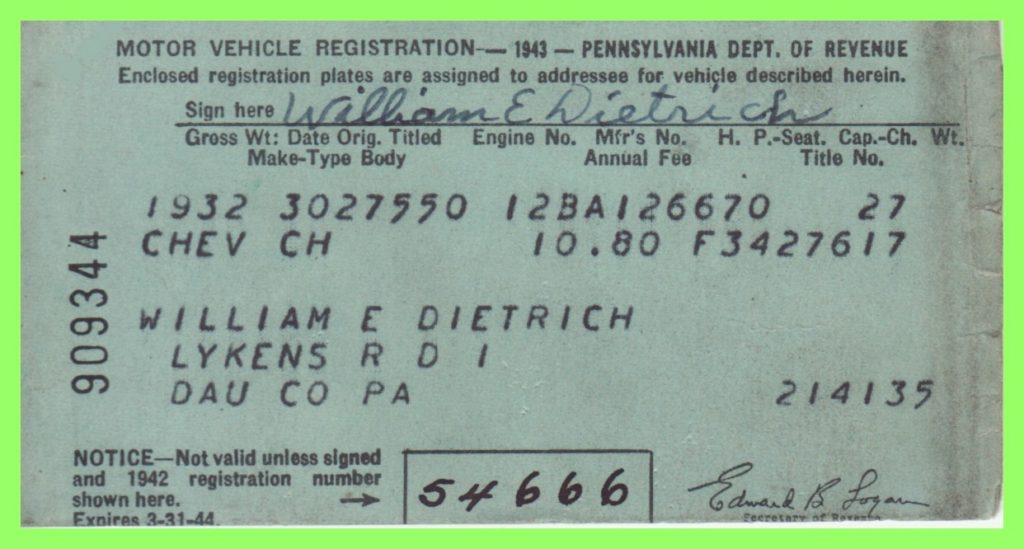 MOTOR VEHICLE REGISTRATION — 1943 — PENNSYLVANIA DEPT. OF REVENUE
Enclosed registration plates are assigned to addressee for vehicle described herein.
Sign here William E Dietrich
Gross Wt: Date Orig. Titled Engine No. Mfr's No. H. P.-Seat. Cap.-Ch. Wt.
Make-Type Body Annual Fee Title No.
1932 3027550 12BA126670 27
CHEV CH 10.80 F3427617
909344
WILLIAM E DIETRICH
LYKENS R D 1
DAU CO PA 214135
NOTICE—Not valid unless signed
and 1942 registration number
shown here. →
Expires 3-31-44.
54666
Edward B Logan
Secretary of Revenue